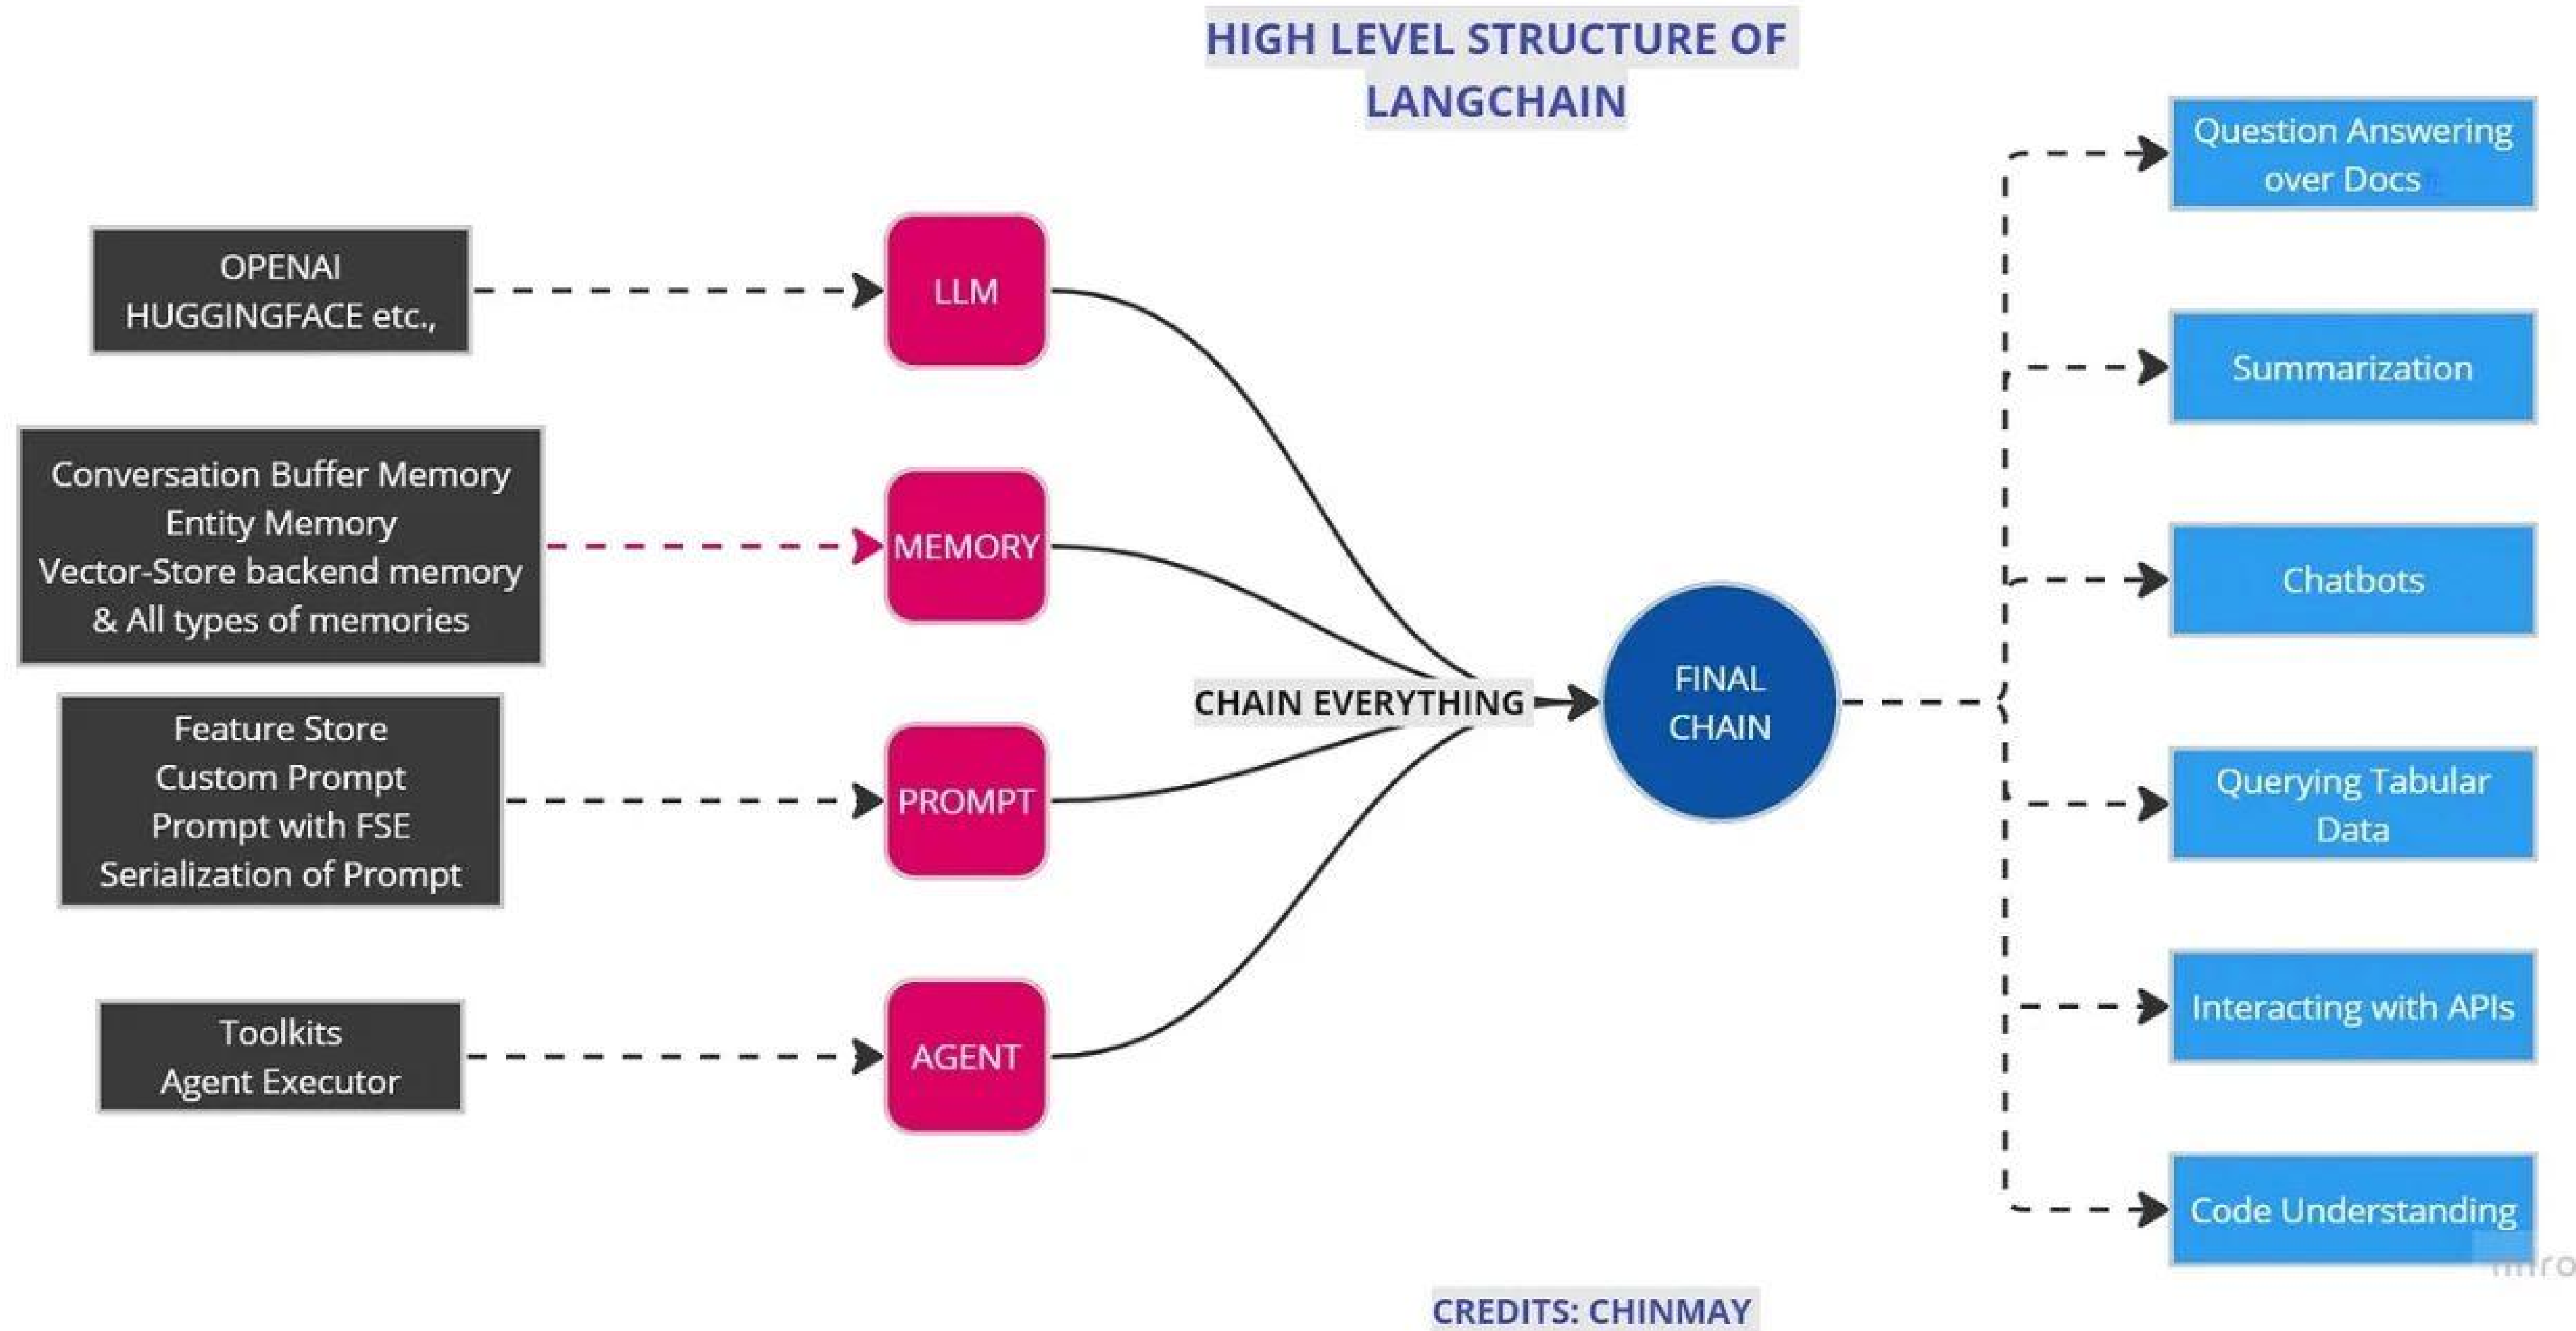 HIGH LEVEL STRUCTURE OF
LANGCHAIN
OPENAI
HUGGINGFACE etc.,
LLM
Conversation Buffer Memory
Entity Memory
Vector-Store backend memory
& All types of memories
MEMORY
Feature Store
Custom Prompt
Prompt with FSE
Serialization of Prompt
PROMPT
Toolkits
Agent Executor
AGENT
CHAIN EVERYTHING
FINAL
CHAIN
Question Answering
over Docs
Summarization
Chatbots
Querying Tabular
Data
Interacting with APIs
Code Understanding
miro
CREDITS: CHINMAY